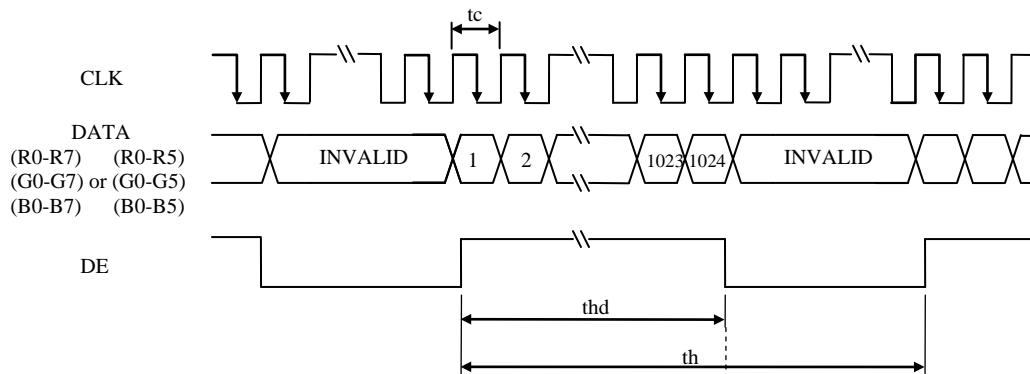 tc
CLK
DATA
(R0-R7) (R0-R5)
(G0-G7) or (G0-G5)
(B0-B7) (B0-B5)
INVALID 1 2 1023 1024 INVALID
DE
thd
th